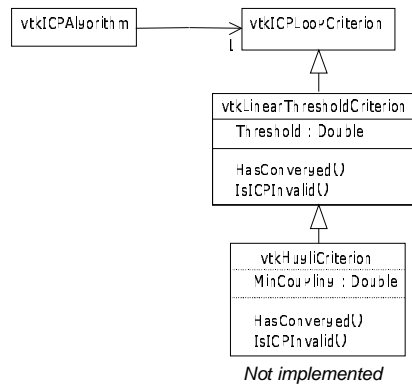 vtkICPAlgorithm
vtkICPLoopCriterion
1
vtkLinearThresholdCriterion
Threshold : Double
HasConverged()
IsICPInvalid()
vtkHugliCriterion
MinCoupling : Double
HasConverged()
IsICPInvalid()
Not implemented